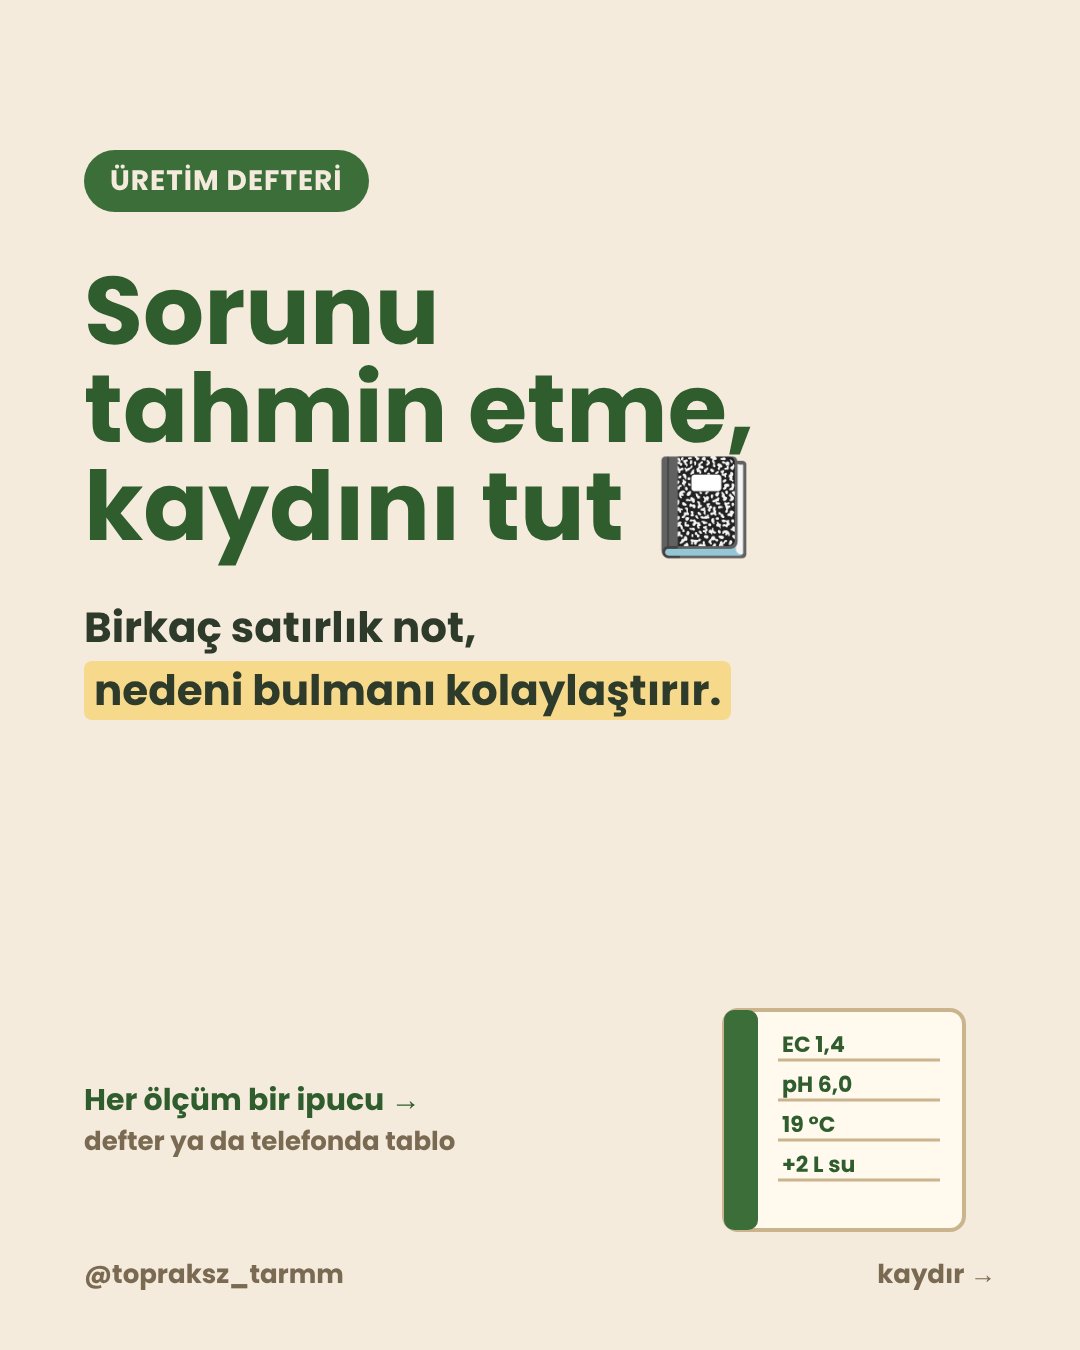 ÜRETİM DEFTERİ
Sorunu
tahmin etme,
kaydını tut
Birkaç satırlık not,
nedeni bulmanı kolaylaştırır.
EC 1,4
pH 6,0
19 °C
+2 L su
Her ölçüm bir ipucu →
defter ya da telefonda tablo
@topraksz_tarmm
kaydır →